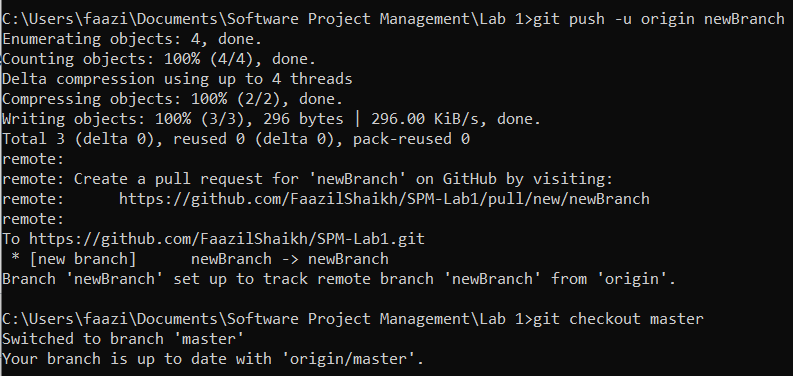 C:\Users\faazi\Documents\Software Project Management\Lab 1>git push -u origin newBranch
Enumerating objects: 4, done.
Counting objects: 100% (4/4), done.
Delta compression using up to 4 threads
Compressing objects: 100% (2/2), done.
Writing objects: 100% (3/3), 296 bytes | 296.00 KiB/s, done.
Total 3 (delta 0), reused 0 (delta 0), pack-reused 0
remote:
remote: Create a pull request for 'newBranch' on GitHub by visiting:
remote:      https://github.com/FaazilShaikh/SPM-Lab1/pull/new/newBranch
remote:
To https://github.com/FaazilShaikh/SPM-Lab1.git
 * [new branch]      newBranch -> newBranch
Branch 'newBranch' set up to track remote branch 'newBranch' from 'origin'.
C:\Users\faazi\Documents\Software Project Management\Lab 1>git checkout master
Switched to branch 'master'
Your branch is up to date with 'origin/master'.